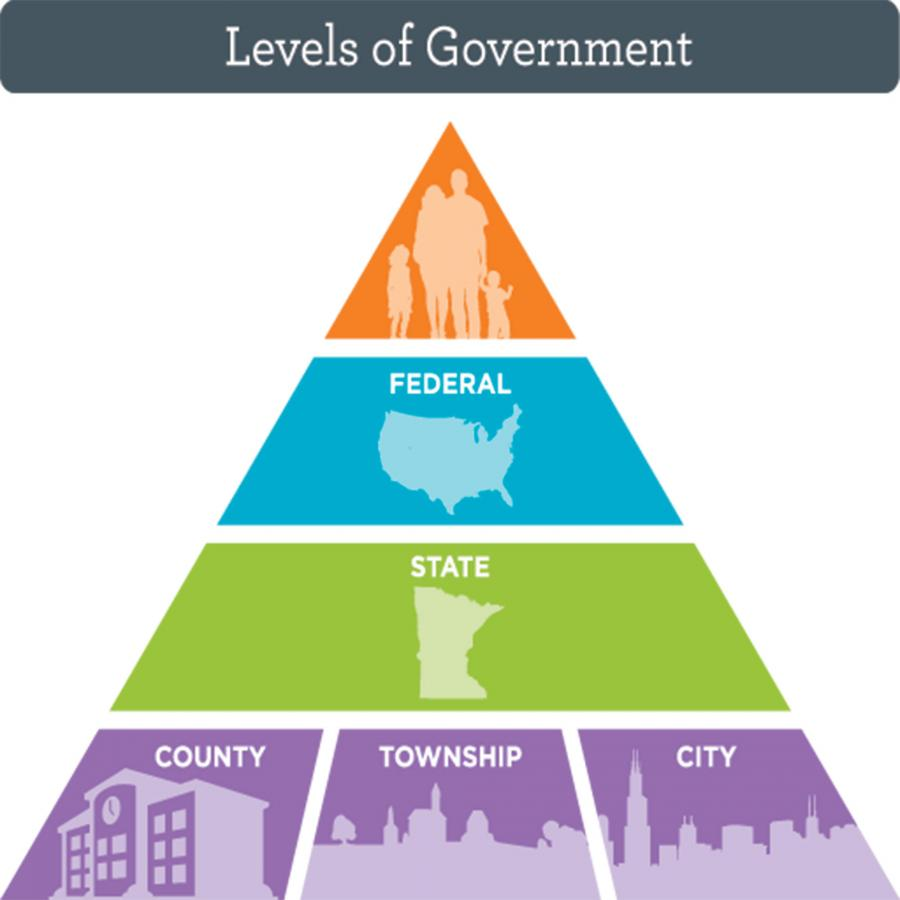 Levels of Government
FEDERAL
STATE
COUNTY TOWNSHIP CITY